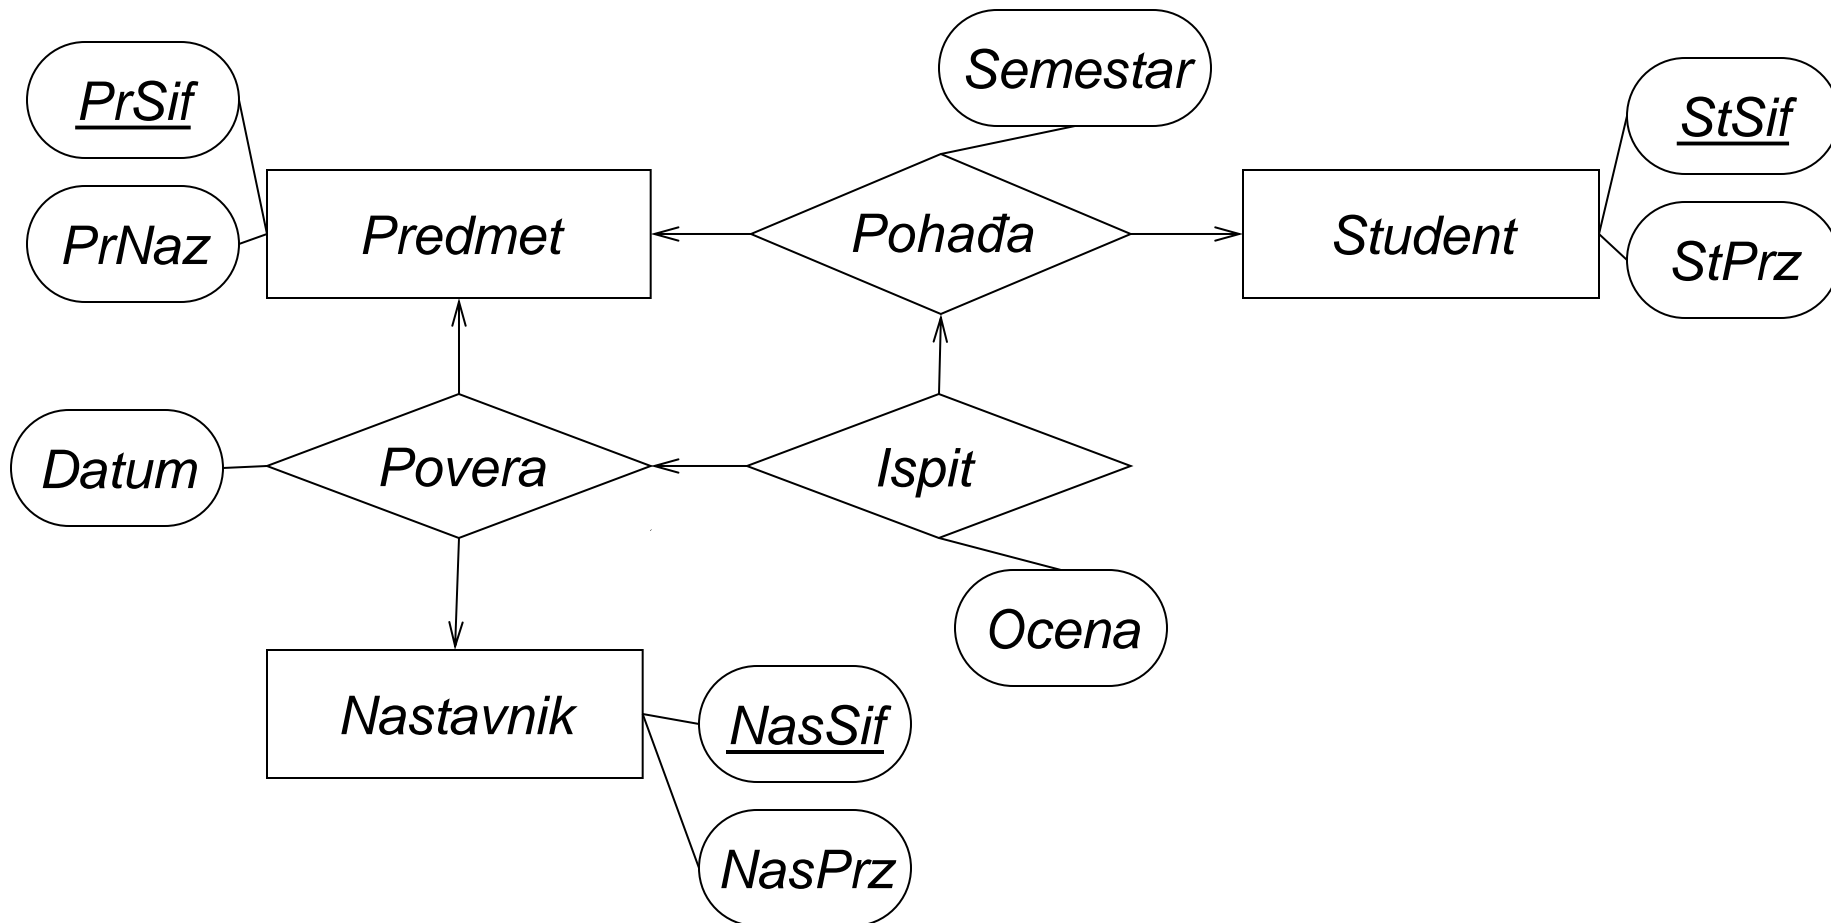 Semestar
PrSif
StSif
Predmet
Pohađa
Student
PrNaz
StPrz
Datum
Povera
Ispit
Ocena
Nastavnik
NasSif
NasPrz